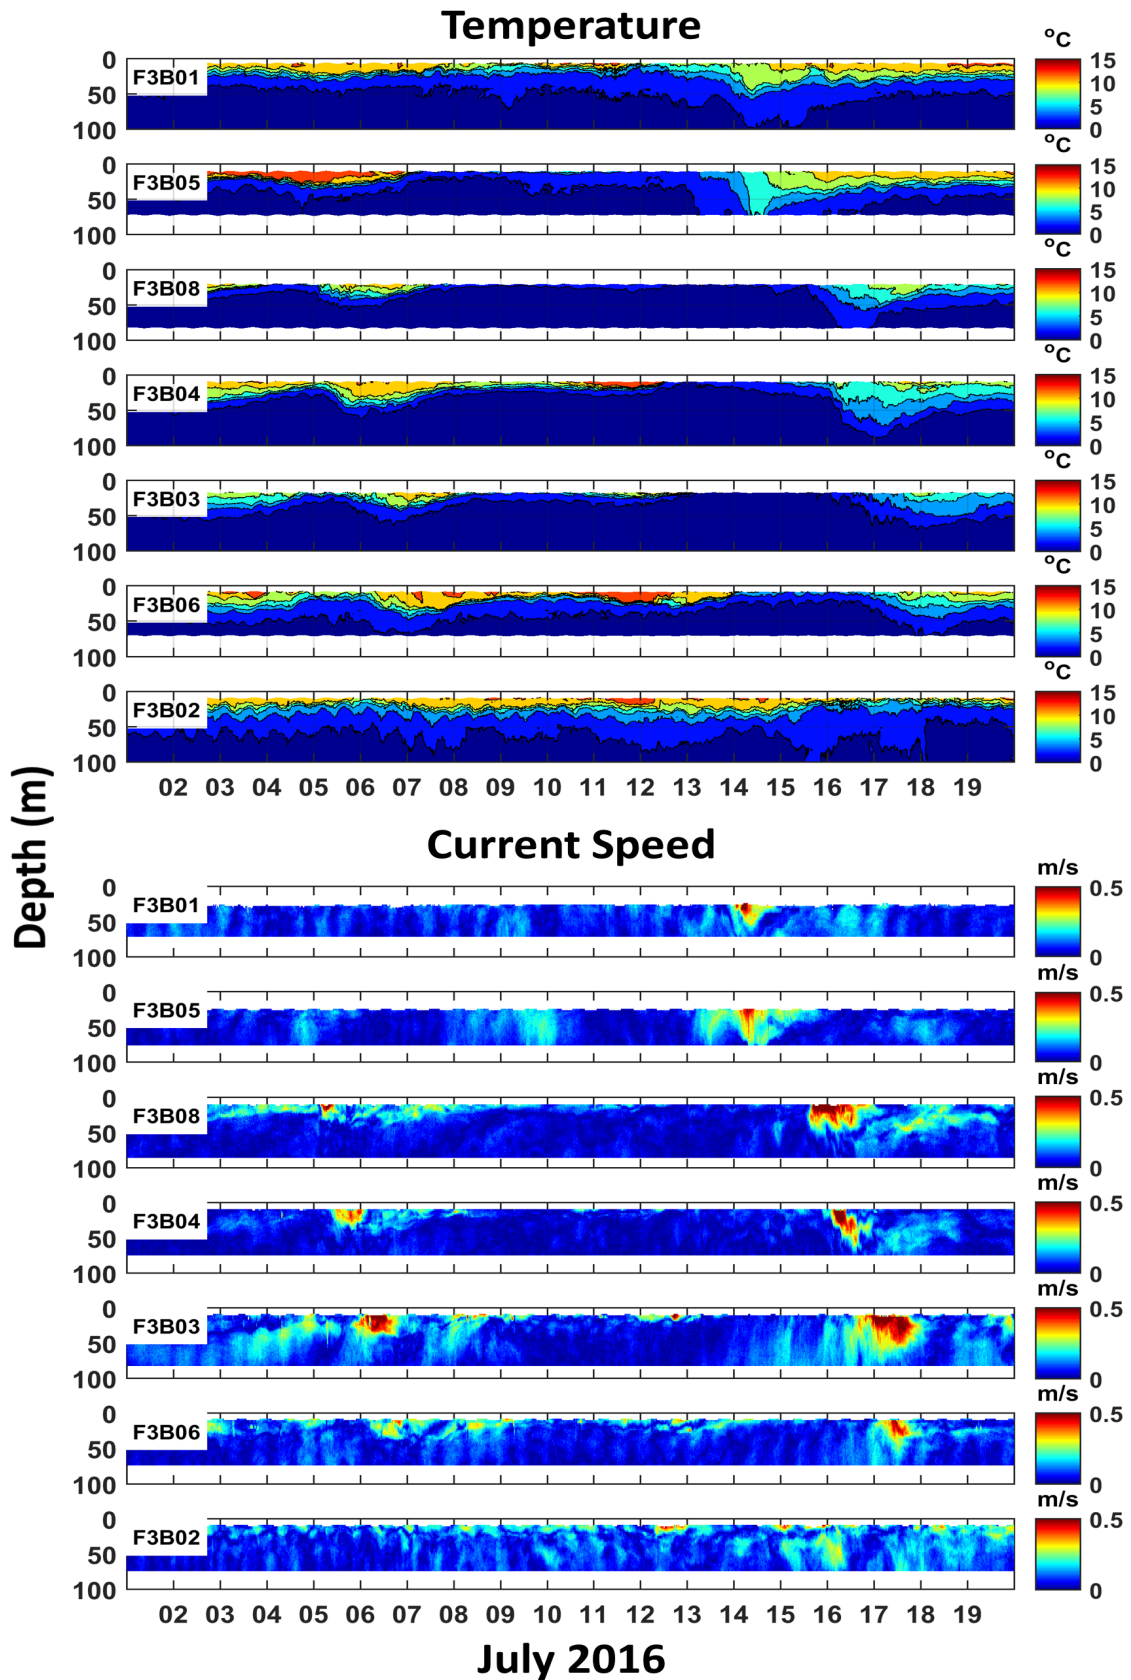 Temperature
°C
0 F3B01 15
50 10
5
100 0
°C
0 F3B05 15
50 10
5
100 0
°C
0 F3B08 15
50 10
5
100 0
°C
0 F3B04 15
50 10
5
100 0
°C
0 F3B03 15
50 10
5
100 0
°C
0 F3B06 15
50 10
5
100 0
°C
0 F3B02 15
50 10
5
100 0
02 03 04 05 06 07 08 09 10 11 12 13 14 15 16 17 18 19
Depth (m)
Current Speed
m/s
0 F3B01 0.5
50
100 0
m/s
0 F3B05 0.5
50
100 0
m/s
0 F3B08 0.5
50
100 0
m/s
0 F3B04 0.5
50
100 0
m/s
0 F3B03 0.5
50
100 0
m/s
0 F3B06 0.5
50
100 0
m/s
0 F3B02 0.5
50
100 0
02 03 04 05 06 07 08 09 10 11 12 13 14 15 16 17 18 19
July 2016